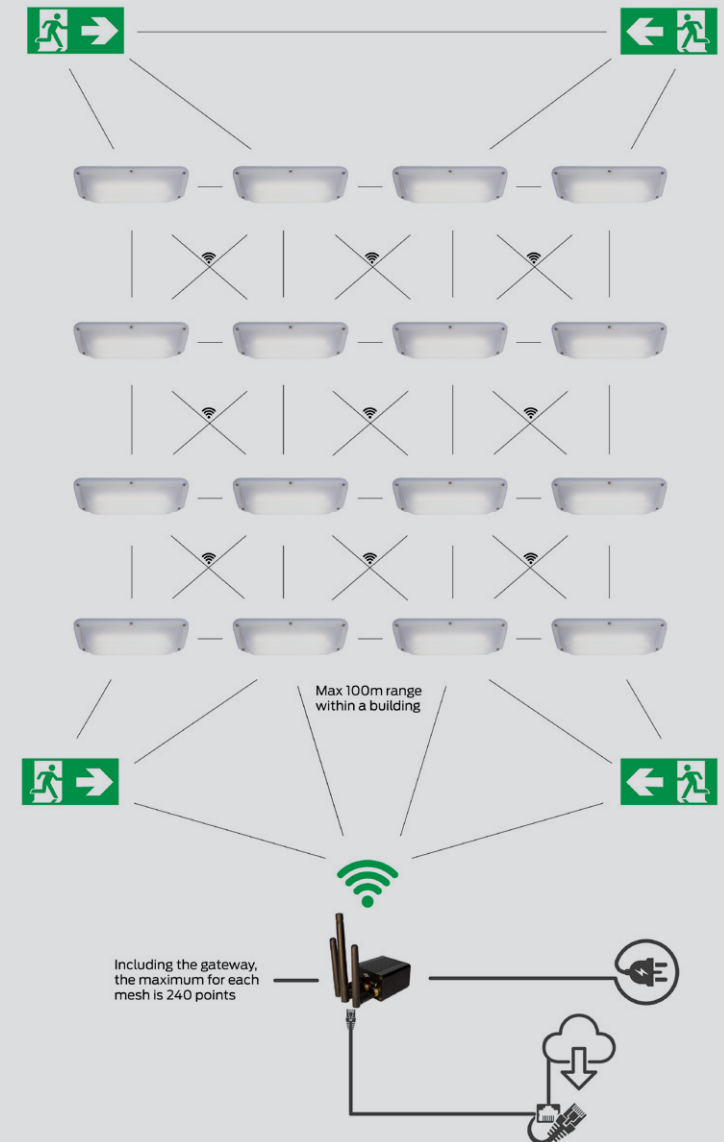 Max 100m range
within a building
Including the gateway,
the maximum for each
mesh is 240 points